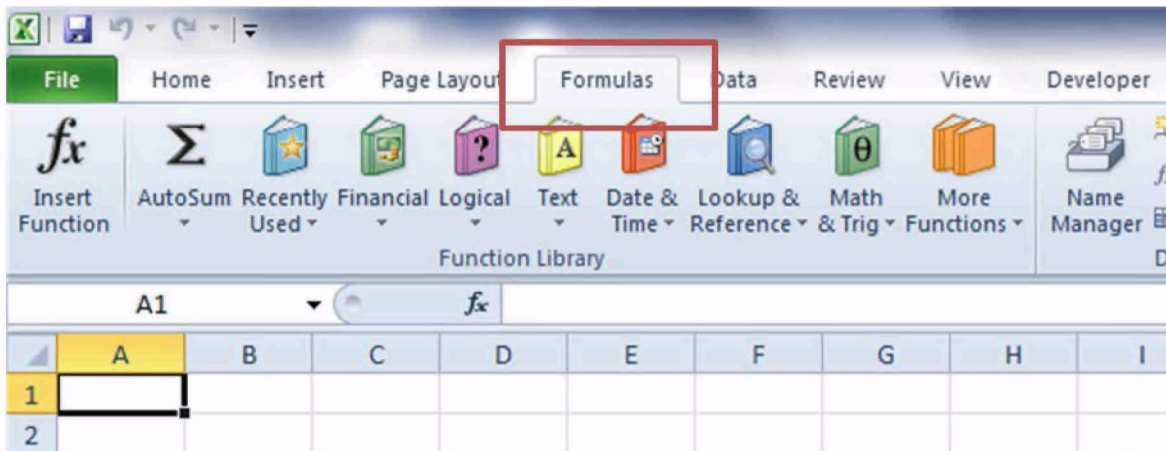 File Home Insert Page Layout Formulas Data Review View Developer
Insert Function AutoSum Recently Used Financial Logical Text Date & Time Lookup & Reference Math & Trig More Functions Name Manager
Function Library
A1 fx
A B C D E F G H I
1
2